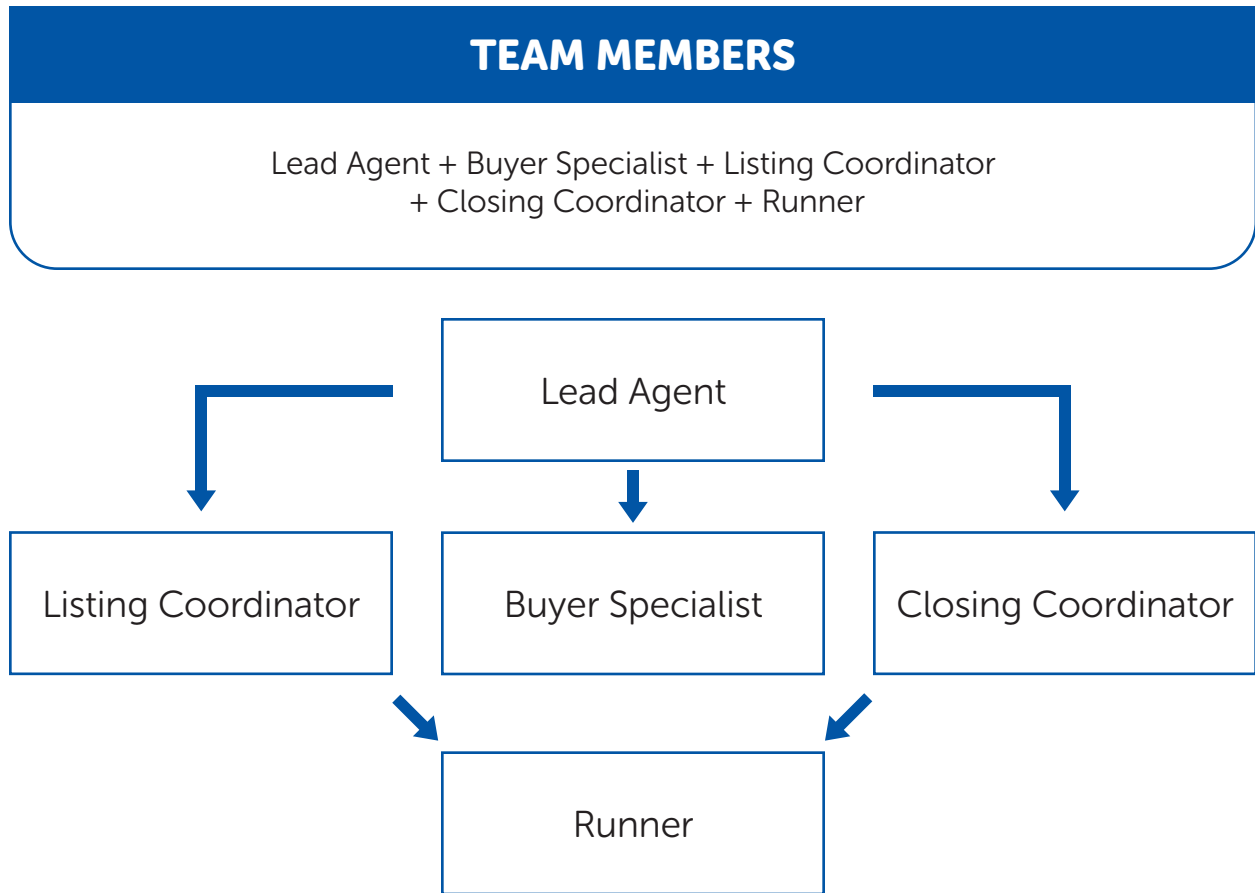 TEAM MEMBERS
Lead Agent + Buyer Specialist + Listing Coordinator
+ Closing Coordinator + Runner
Lead Agent
Listing Coordinator
Buyer Specialist
Closing Coordinator
Runner